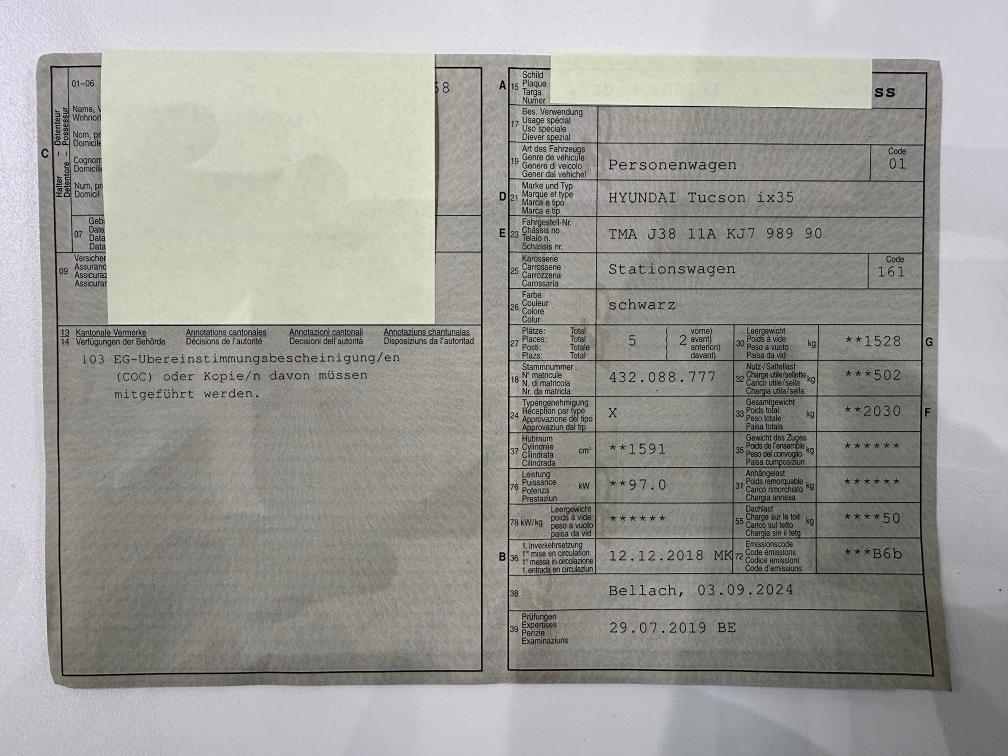 01-06
68
C
Halter – Détenteur
Detentore – Possessur
Name, V
Wohnor
Nom, pr
Domicile
Cognom
Domicili
Num, pr
Domicil
07
Geb
Date
Data
Data
09
Versicher
Assuranc
Assicuraz
Assicuran
13 Kantonale Vermerke Annotations cantonales Annotazioni cantonali Annotaziuns chantunalas
14 Verfügungen der Behörde Décisions de l'autorité Decisioni dell'autorità Disposiziuns da l'autoritad
103 EG-Übereinstimmungsbescheinigung/en
(COC) oder Kopie/n davon müssen
mitgeführt werden.
A 15 Schild
Plaque
Targa
Numer
ss
17 Bes. Verwendung
Usage spécial
Uso speciale
Diever spezial
19 Art des Fahrzeugs
Genre de véhicule
Genere di veicolo
Gener dal vehichel
Personenwagen
Code
01
D 21 Marke und Typ
Marque et type
Marca e tipo
Marca e tip
HYUNDAI Tucson ix35
E 23 Fahrgestell-Nr.
Châssis no
Telaio n.
Schassis nr.
TMA J38 11A KJ7 989 90
25 Karosserie
Carrosserie
Carrozzeria
Carossaria
Stationswagen
Code
161
26 Farbe
Couleur
Colore
Colur
schwarz
27 Plätze: Total
Places: Total
Posti: Totale
Plazs: Total
5 ( 2 vorne)
avant)
anteriori)
davant)
30 Leergewicht
Poids à vide
Peso a vuoto
Paisa da vid
kg
**1528
G
18 Stammnummer
N° matricule
N. di matricola
Nr. da matricla
432.088.777
32 Nutz-/Sattellast
Charge utile/sellette
Carico utile/sella
Chargia utila/sella
kg
***502
24 Typengenehmigung
Réception par type
Approvazione del tipo
Approvaziun dal tip
X
33 Gesamtgewicht
Poids total
Peso totale
Paisa totala
kg
**2030
F
37 Hubraum
Cylindrée
Cilindrata
Cilindrada
cm³
**1591
35 Gewicht des Zuges
Poids de l'ensemble
Peso del convoglio
Paisa cumposiziun
kg
******
76 Leistung
Puissance
Potenza
Prestaziun
kW
**97.0
31 Anhängelast
Poids remorquable
Carico rimorchiato
Chargia annexa
kg
******
78 kW/kg Leergewicht
poids à vide
peso a vuoto
paisa da vid
******
55 Dachlast
Charge sur le toit
Carico sul tetto
Chargia sin il tetg
kg
****50
B 36 1. Inverkehrsetzung
1re mise en circulation
1a messa in circolazione
1. entrada en circulaziun
12.12.2018 MK
72 Emissionscode
Code émissions
Codice emissioni
Code d'emissiuns
***B6b
38 Bellach, 03.09.2024
39 Prüfungen
Expertises
Perizie
Examinaziuns
29.07.2019 BE